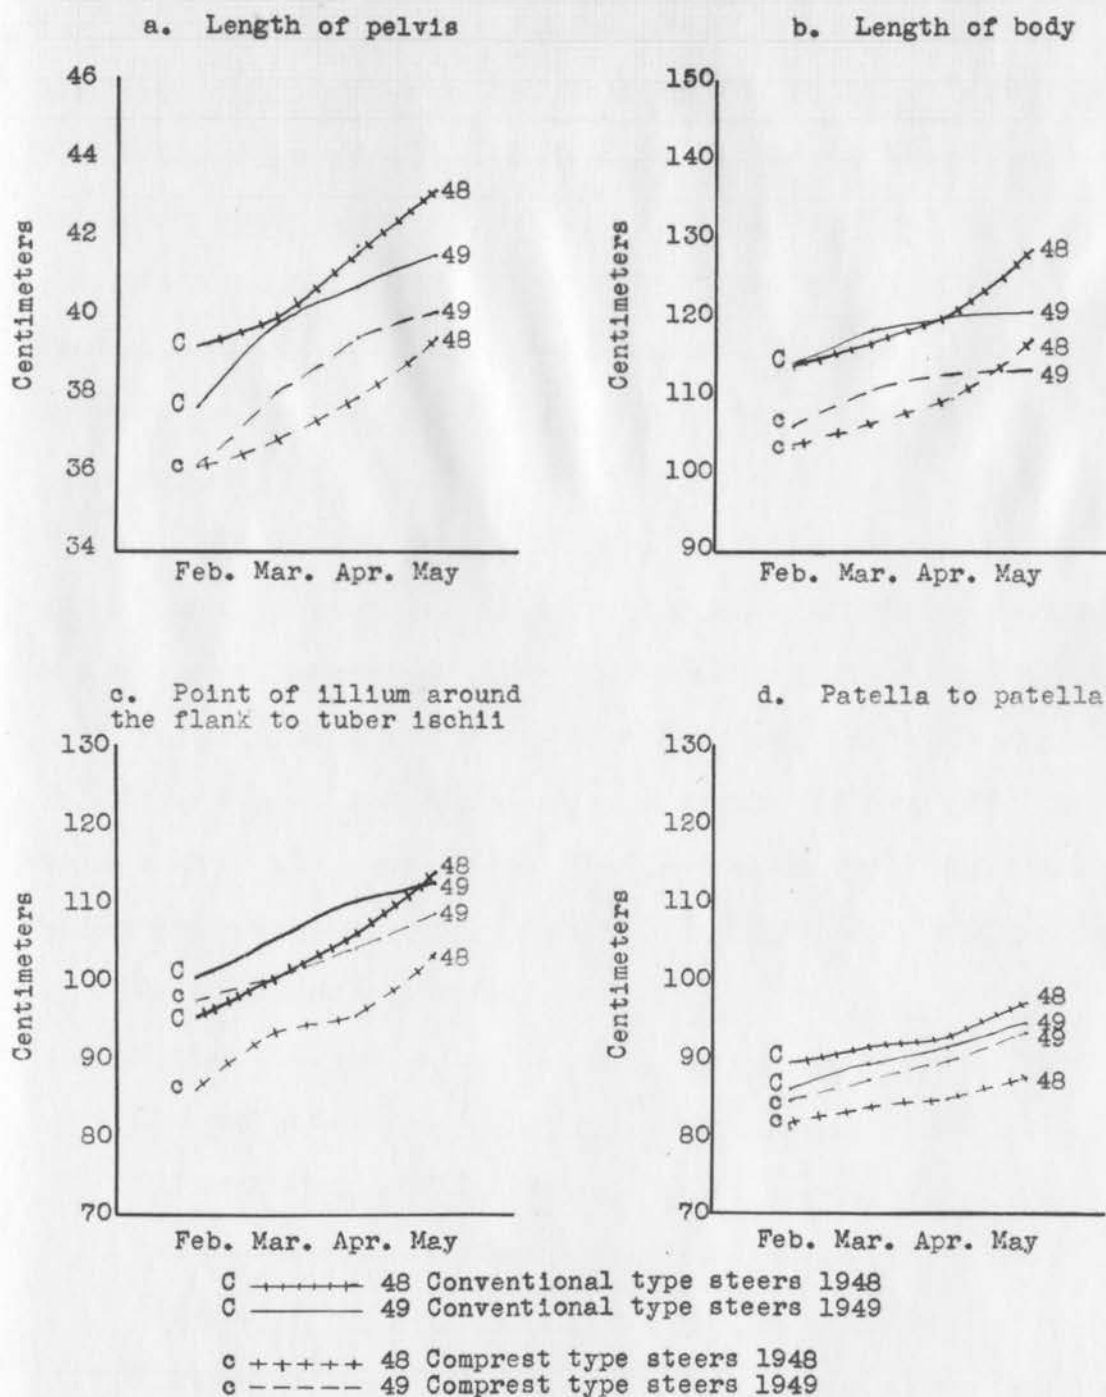 a. Length of pelvis
46
44
42
40
38
36
34
Centimeters
C
C
c
48
49
49
48
Feb. Mar. Apr. May
b. Length of body
150
140
130
120
110
100
90
Centimeters
C
c
c
48
49
48
49
Feb. Mar. Apr. May
c. Point of illium around
the flank to tuber ischii
130
120
110
100
90
80
70
Centimeters
C
c
C
c
48
49
49
48
Feb. Mar. Apr. May
d. Patella to patella
130
120
110
100
90
80
70
Centimeters
C
C
c
c
48
49
49
48
Feb. Mar. Apr. May
C 48 Conventional type steers 1948
C 49 Conventional type steers 1949
c 48 Comprest type steers 1948
c 49 Comprest type steers 1949